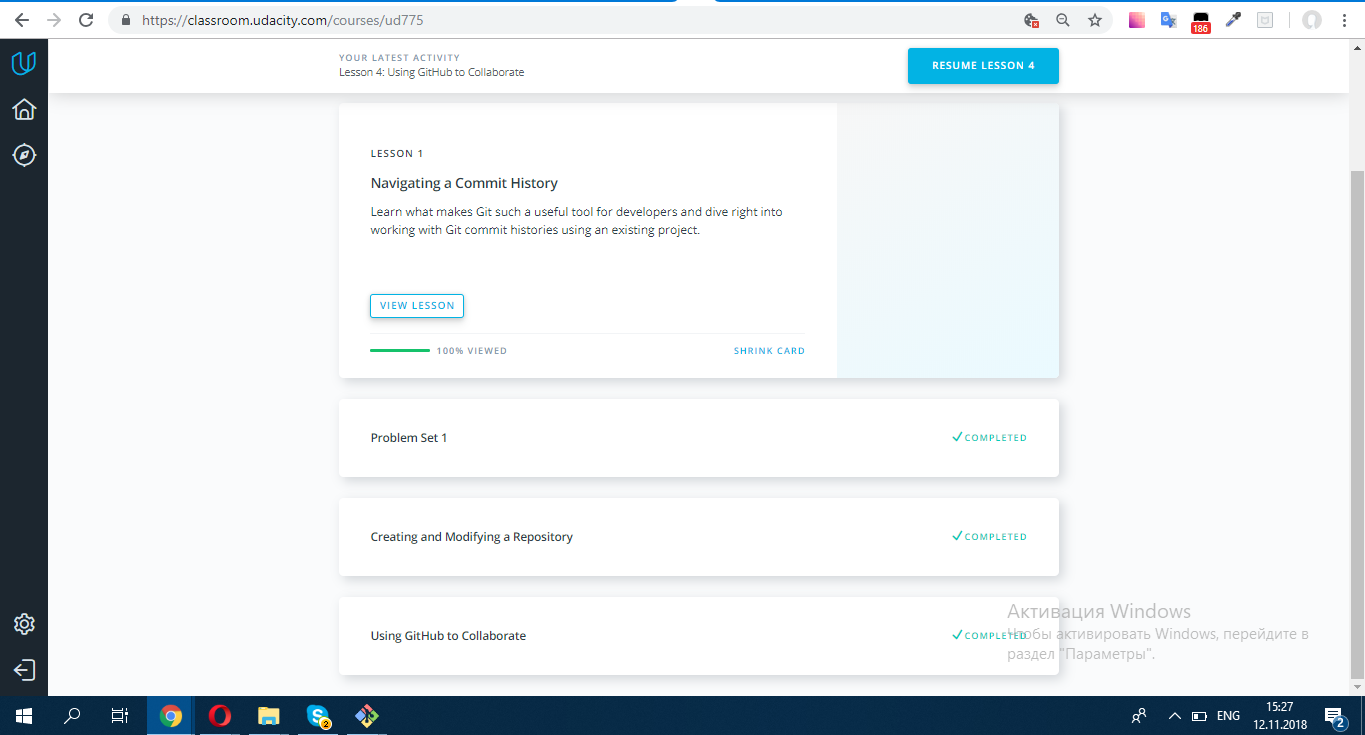 https://classroom.udacity.com/courses/ud775
186
YOUR LATEST ACTIVITY
Lesson 4: Using GitHub to Collaborate
RESUME LESSON 4
LESSON 1
Navigating a Commit History
Learn what makes Git such a useful tool for developers and dive right into
working with Git commit histories using an existing project.
VIEW LESSON
100% VIEWED
SHRINK CARD
Problem Set 1
COMPLETED
Creating and Modifying a Repository
COMPLETED
Using GitHub to Collaborate
COMPLETED
Активация Windows
Чтобы активировать Windows, перейдите в
раздел "Параметры".
2
ENG
15:27
12.11.2018
2